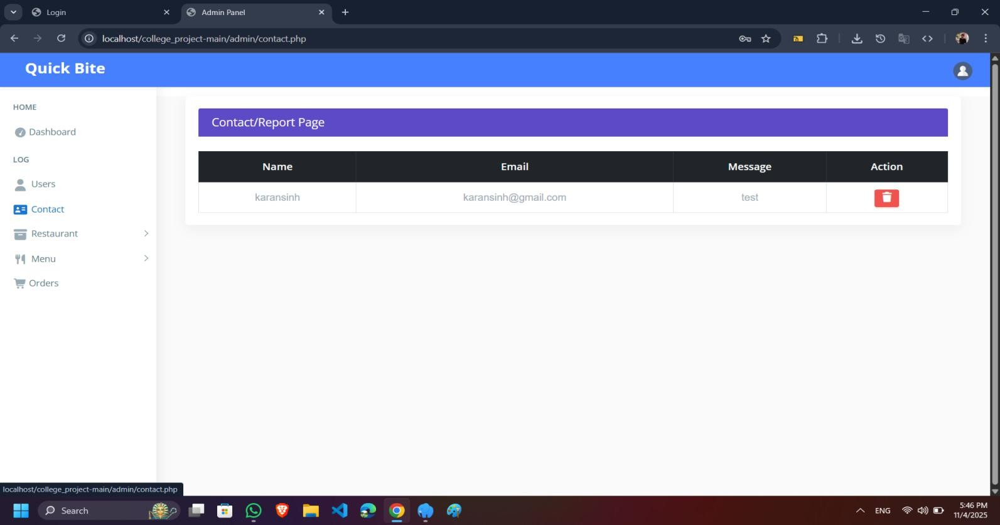 Login
Admin Panel
localhost/college_project-main/admin/contact.php
Quick Bite
HOME
Dashboard
LOG
Users
Contact
Restaurant
Menu
Orders
Contact/Report Page
Name Email Message Action
karansinh karansinh@gmail.com test
localhost/college_project-main/admin/contact.php
Search
ENG
5:46 PM
11/4/2025